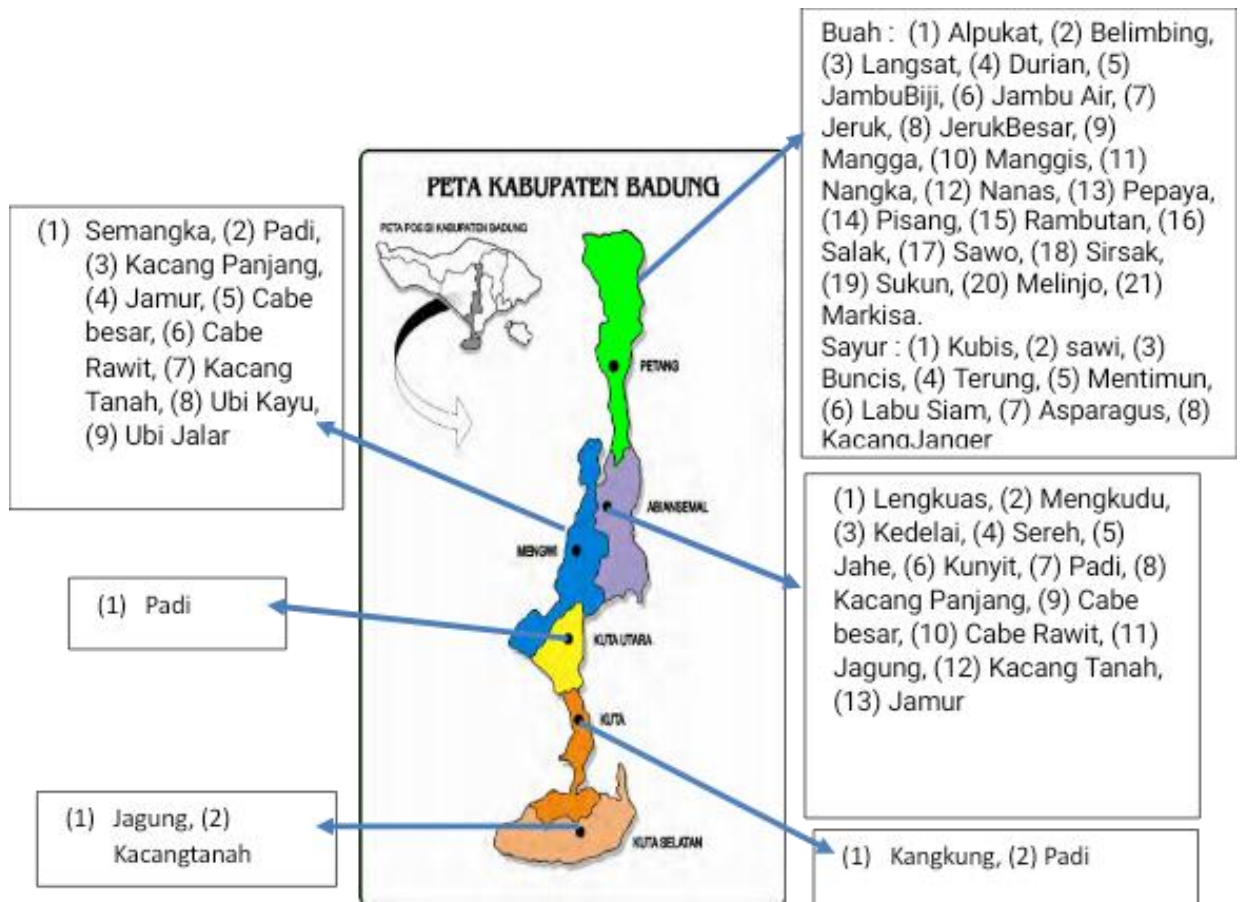 Buah : (1) Alpukat, (2) Belimbing,
(3) Langsat, (4) Durian, (5)
JambuBiji, (6) Jambu Air, (7)
Jeruk, (8) JerukBesar, (9)
Mangga, (10) Manggis, (11)
Nangka, (12) Nanas, (13) Pepaya,
(14) Pisang, (15) Rambutan, (16)
Salak, (17) Sawo, (18) Sirsak,
(19) Sukun, (20) Melinjo, (21)
Markisa.
Sayur : (1) Kubis, (2) sawi, (3)
Buncis, (4) Terung, (5) Mentimun,
(6) Labu Siam, (7) Asparagus, (8)
KacangJanger
PETA KABUPATEN BADUNG
PETA POSISI KABUPATEN BADUNG
(1) Semangka, (2) Padi,
(3) Kacang Panjang,
(4) Jamur, (5) Cabe
besar, (6) Cabe
Rawit, (7) Kacang
Tanah, (8) Ubi Kayu,
(9) Ubi Jalar
PETANG
ABIANSEMAL
MENGWI
KUTA UTARA
KUTA
KUTA SELATAN
(1) Lengkuas, (2) Mengkudu,
(3) Kedelai, (4) Sereh, (5)
Jahe, (6) Kunyit, (7) Padi, (8)
Kacang Panjang, (9) Cabe
besar, (10) Cabe Rawit, (11)
Jagung, (12) Kacang Tanah,
(13) Jamur
(1) Padi
(1) Jagung, (2)
Kacangtanah
(1) Kangkung, (2) Padi